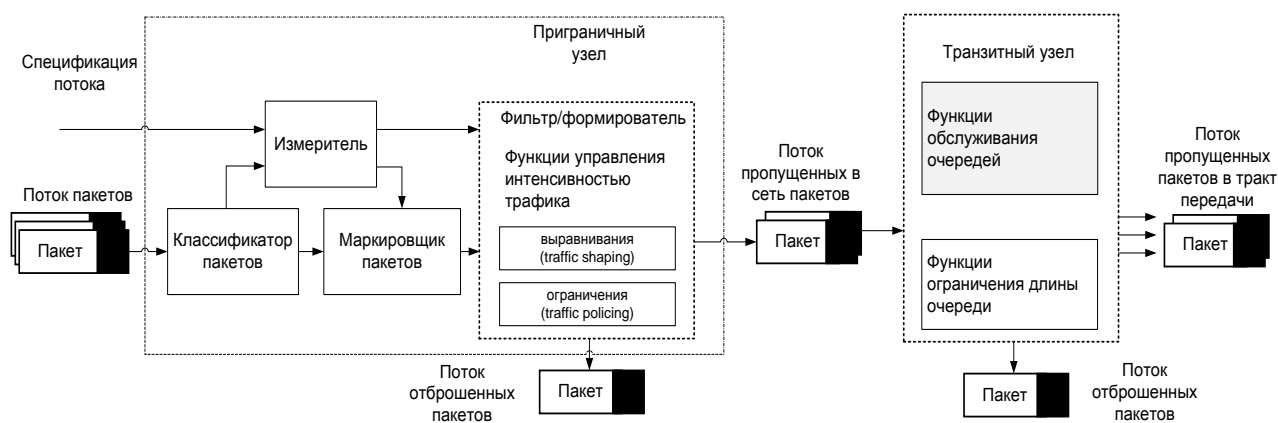 Спецификация
потока
Поток пакетов
Пакет
Приграничный
узел
Измеритель
Классификатор
пакетов
Маркировщик
пакетов
Фильтр/формирователь
Функции управления
интенсивностью
трафика
выравнивания
(traffic shaping)
ограничения
(traffic policing)
Поток
отброшенных
пакетов
Пакет
Поток
пропущенных в
сеть пакетов
Пакет
Транзитный узел
Функции
обслуживания
очередей
Функции
ограничения длины
очереди
Поток
пропущенных
пакетов в тракт
передачи
Пакет
Пакет
Поток
отброшенных
пакетов